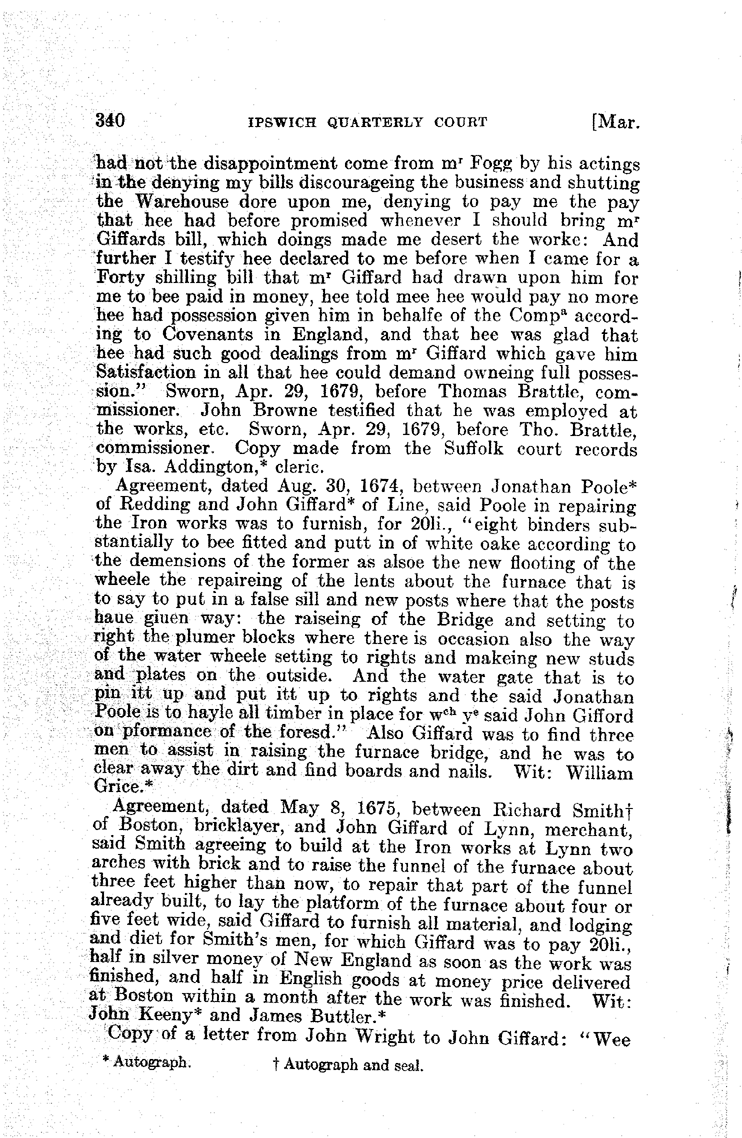 340 IPSWICH QUARTERLY COURT [Mar.
had not the disappointment come from mʳ Fogg by his actings
in the denying my bills discourageing the business and shutting
the Warehouse dore upon me, denying to pay me the pay
that hee had before promised whenever I should bring mʳ
Giffards bill, which doings made me desert the worke: And
further I testify hee declared to me before when I came for a
Forty shilling bill that mʳ Giffard had drawn upon him for
me to bee paid in money, hee told mee hee would pay no more
hee had possession given him in behalfe of the Compᵃ accord-
ing to Covenants in England, and that hee was glad that
hee had such good dealings from mʳ Giffard which gave him
Satisfaction in all that hee could demand owneing full posses-
sion." Sworn, Apr. 29, 1679, before Thomas Brattle, com-
missioner. John Browne testified that he was employed at
the works, etc. Sworn, Apr. 29, 1679, before Tho. Brattle,
commissioner. Copy made from the Suffolk court records
by Isa. Addington,* cleric.
Agreement, dated Aug. 30, 1674, between Jonathan Poole*
of Redding and John Giffard* of Line, said Poole in repairing
the Iron works was to furnish, for 20li., "eight binders sub-
stantially to bee fitted and putt in of white oake according to
the demensions of the former as alsoe the new flooting of the
wheele the repaireing of the lents about the furnace that is
to say to put in a false sill and new posts where that the posts
haue giuen way: the raiseing of the Bridge and setting to
right the plumer blocks where there is occasion also the way
of the water wheele setting to rights and makeing new studs
and plates on the outside. And the water gate that is to
pin itt up and put itt up to rights and the said Jonathan
Poole is to hayle all timber in place for wᶜʰ yᵉ said John Gifford
on pformance of the foresd." Also Giffard was to find three
men to assist in raising the furnace bridge, and he was to
clear away the dirt and find boards and nails. Wit: William
Grice.*
Agreement, dated May 8, 1675, between Richard Smith†
of Boston, bricklayer, and John Giffard of Lynn, merchant,
said Smith agreeing to build at the Iron works at Lynn two
arches with brick and to raise the funnel of the furnace about
three feet higher than now, to repair that part of the funnel
already built, to lay the platform of the furnace about four or
five feet wide, said Giffard to furnish all material, and lodging
and diet for Smith's men, for which Giffard was to pay 20li.,
half in silver money of New England as soon as the work was
finished, and half in English goods at money price delivered
at Boston within a month after the work was finished. Wit:
John Keeny* and James Buttler.*
Copy of a letter from John Wright to John Giffard: "Wee
* Autograph. † Autograph and seal.